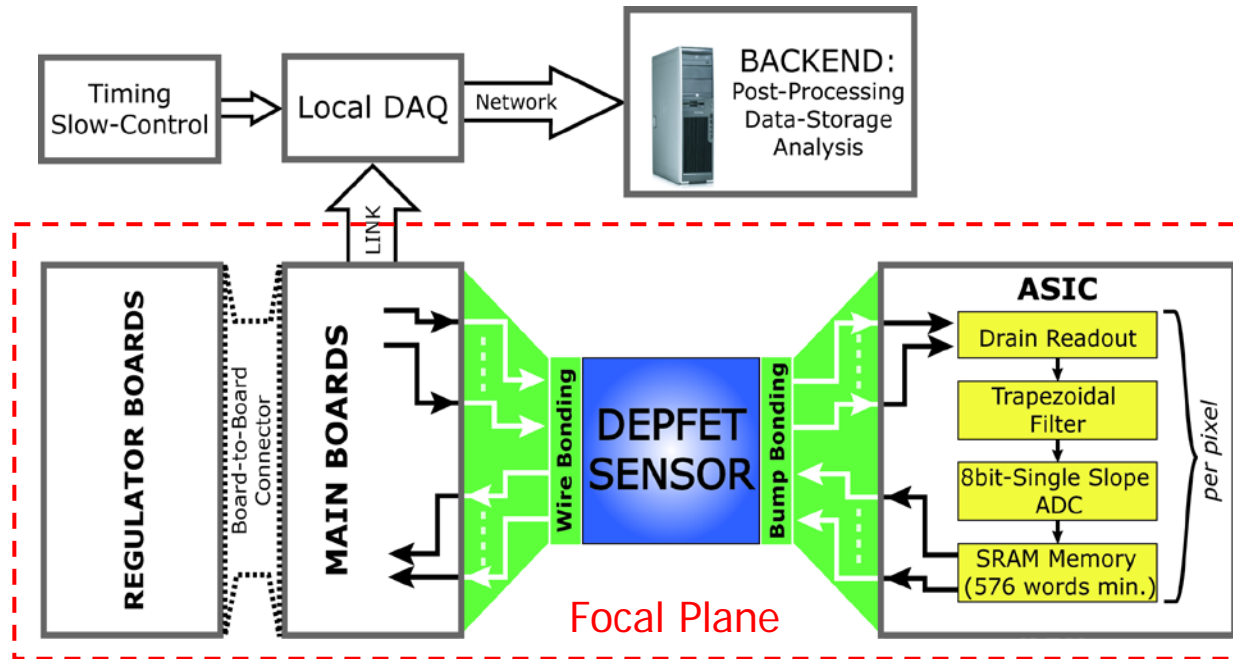 Timing
Slow-Control
Local DAQ
Network
BACKEND:
Post-Processing
Data-Storage
Analysis
LINK
REGULATOR BOARDS
Board-to-Board
Connector
MAIN BOARDS
Wire Bonding
DEPFET
SENSOR
Bump Bonding
ASIC
Drain Readout
Trapezoidal
Filter
8bit-Single Slope
ADC
SRAM Memory
(576 words min.)
per pixel
Focal Plane